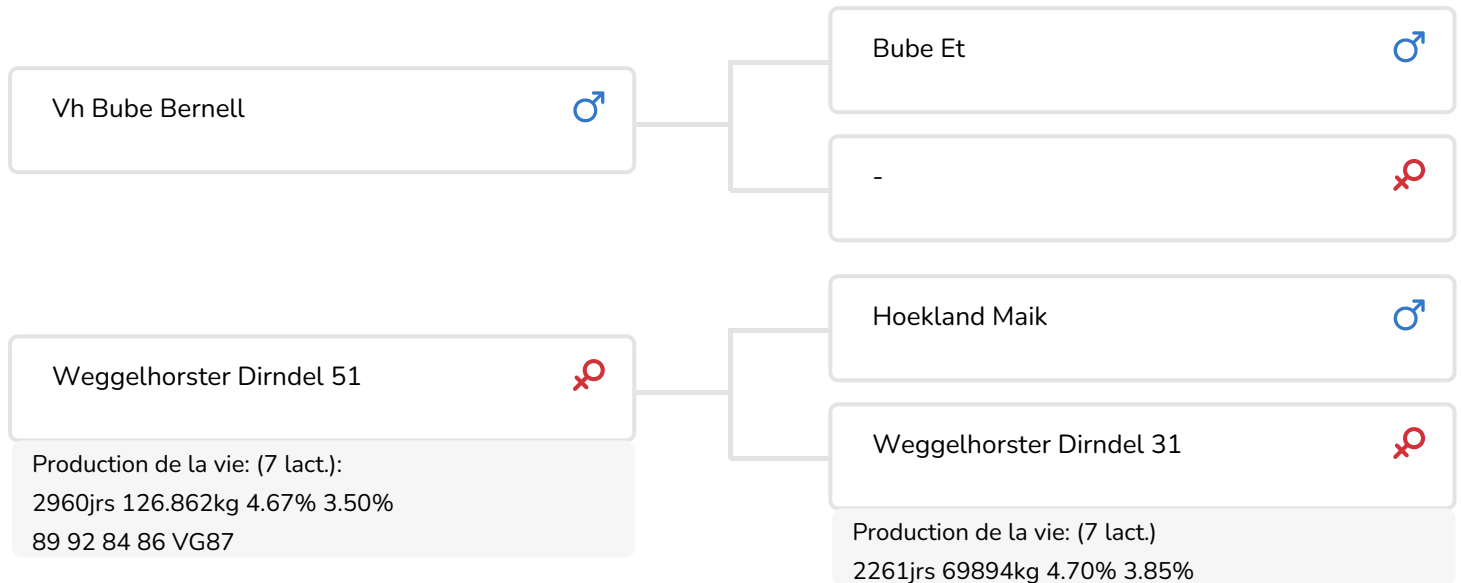 Vh Bube Bernell
Bube Et
-
Weggelhorster Dirndel 51
Production de la vie: (7 lact.):
2960jrs 126.862kg 4.67% 3.50%
89 92 84 86 VG87
Hoekland Maik
Weggelhorster Dirndel 31
Production de la vie: (7 lact.)
2261jrs 69894kg 4.70% 3.85%